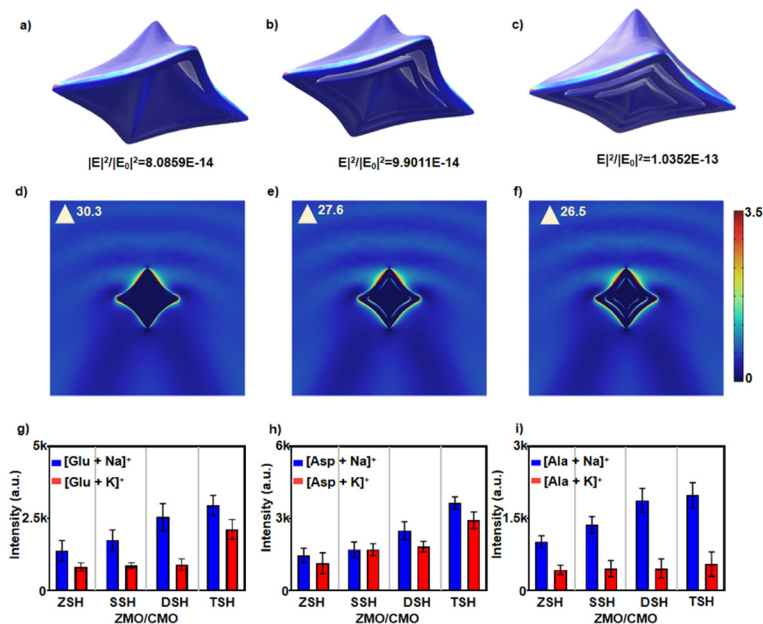 a)
b)
c)
|E|²/|E₀|²=8.0859E-14
E|²/|E₀|²=9.9011E-14
E|²/|E₀|²=1.0352E-13
d)
30.3
e)
27.6
f)
26.5
3.5
0
g)
5k
2.5k
0
Intensity (a.u.)
[Glu + Na]⁺
[Glu + K]⁺
ZSH SSH DSH TSH
ZMO/CMO
h)
6k
3k
0
Intensity (a.u.)
[Asp + Na]⁺
[Asp + K]⁺
ZSH SSH DSH TSH
ZMO/CMO
i)
3k
1.5k
0
Intensity (a.u.)
[Ala + Na]⁺
[Ala + K]⁺
ZSH SSH DSH TSH
ZMO/CMO